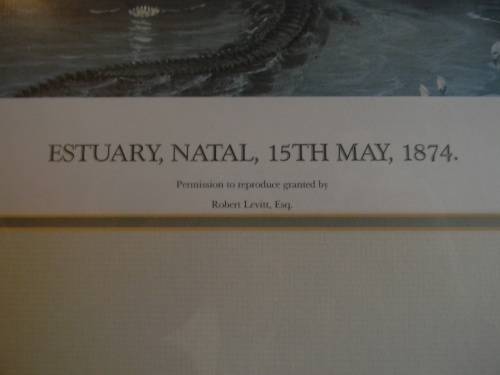 ESTUARY, NATAL, 15TH MAY, 1874.
Permission to reproduce granted by
Robert Levitt, Esq.